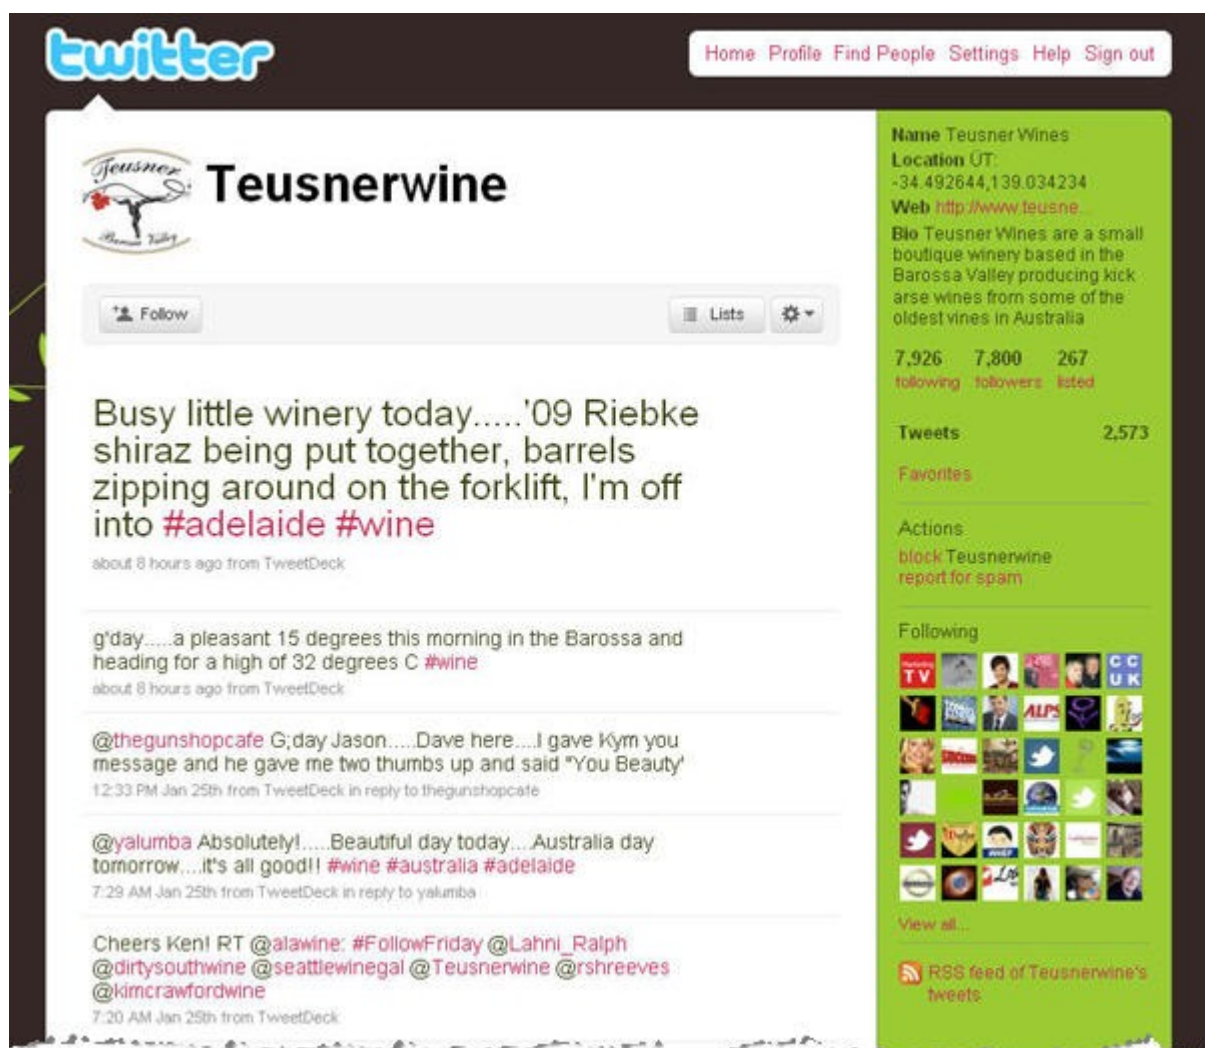 twitter
Home Profile Find People Settings Help Sign out
Teusner
Barossa Valley
Teusnerwine
Follow
Lists
Busy little winery today.....'09 Riebke
shiraz being put together, barrels
zipping around on the forklift, I'm off
into #adelaide #wine
about 8 hours ago from TweetDeck
g'day.....a pleasant 15 degrees this morning in the Barossa and
heading for a high of 32 degrees C #wine
about 8 hours ago from TweetDeck
@thegunshopcafe G;day Jason.....Dave here....I gave Kym you
message and he gave me two thumbs up and said "You Beauty'
12:33 PM Jan 25th from TweetDeck in reply to thegunshopcafe
@yalumba Absolutely!.....Beautiful day today....Australia day
tomorrow....it's all good!! #wine #australia #adelaide
7:29 AM Jan 25th from TweetDeck in reply to yalumba
Cheers Ken! RT @alawine: #FollowFriday @Lahni_Ralph
@dirtysouthwine @seattlewinegal @Teusnerwine @rshreeves
@kimcrawfordwine
7:20 AM Jan 25th from TweetDeck
Name Teusner Wines
Location ÜT:
-34.492644,139.034234
Web http://www.teusne...
Bio Teusner Wines are a small
boutique winery based in the
Barossa Valley producing kick
arse wines from some of the
oldest vines in Australia
7,926 7,800 267
following followers listed
Tweets 2,573
Favorites
Actions
block Teusnerwine
report for spam
Following
TV
CC
UK
ALPS
View all...
RSS feed of Teusnerwine's
tweets